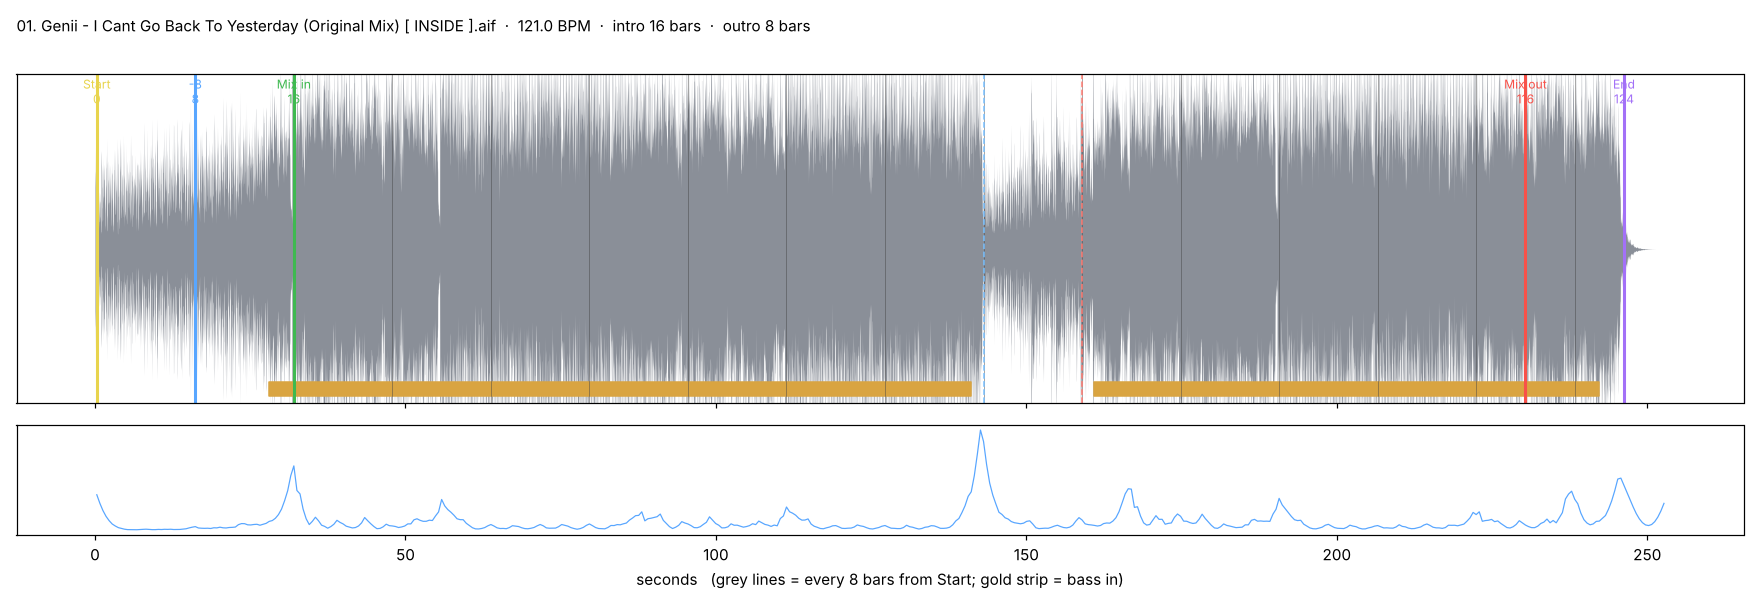 01. Genii - I Cant Go Back To Yesterday (Original Mix) [ INSIDE ].aif  ·  121.0 BPM  ·  intro 16 bars  ·  outro 8 bars
Start -8 Mix in Mix out End
0 8 16 116 124
0 50 100 150 200 250
seconds   (grey lines = every 8 bars from Start; gold strip = bass in)